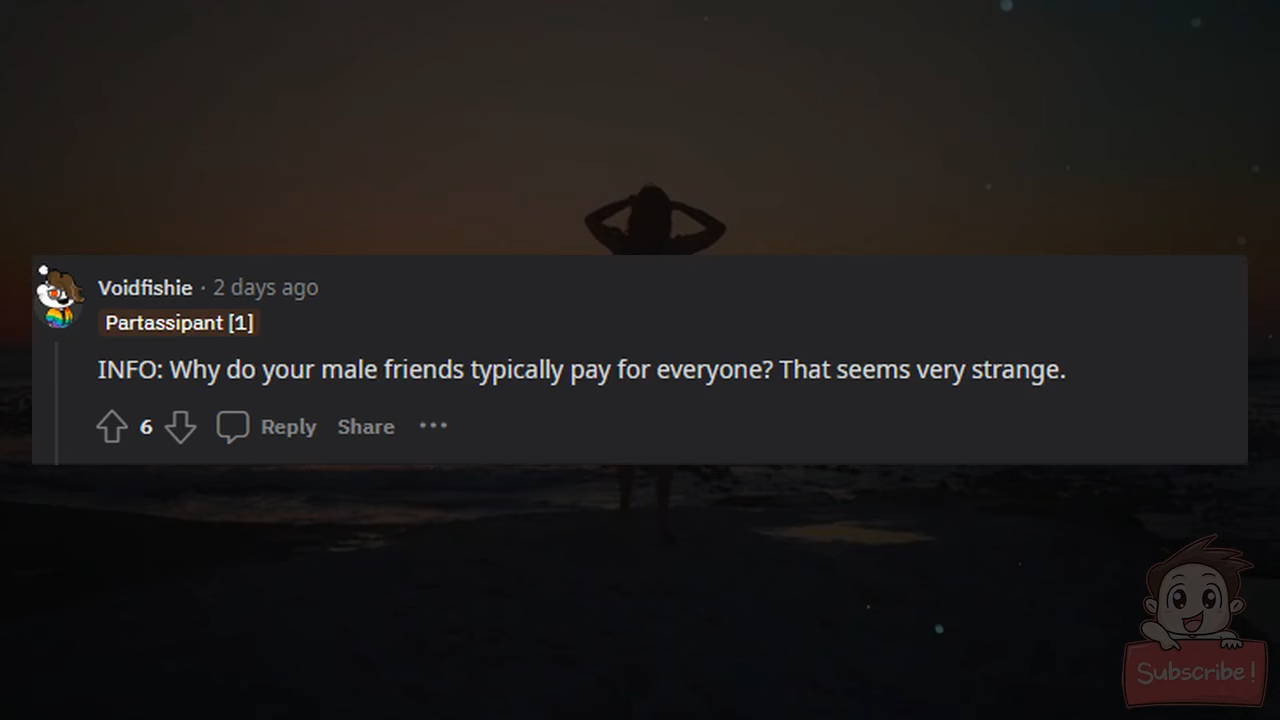 Voidfishie · 2 days ago
Partassipant [1]
INFO: Why do your male friends typically pay for everyone? That seems very strange.
6 Reply Share ···
Subscribe!